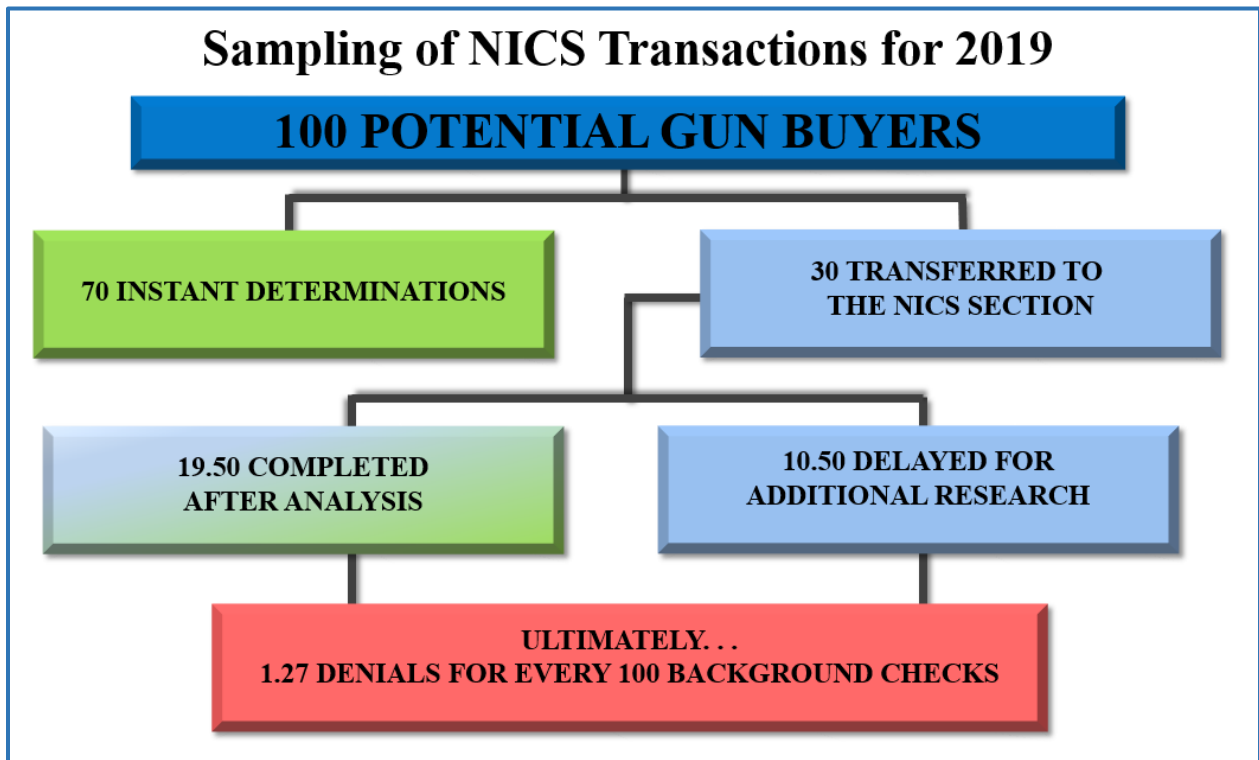 Sampling of NICS Transactions for 2019
100 POTENTIAL GUN BUYERS
70 INSTANT DETERMINATIONS
30 TRANSFERRED TO
THE NICS SECTION
19.50 COMPLETED
AFTER ANALYSIS
10.50 DELAYED FOR
ADDITIONAL RESEARCH
ULTIMATELY. . .
1.27 DENIALS FOR EVERY 100 BACKGROUND CHECKS